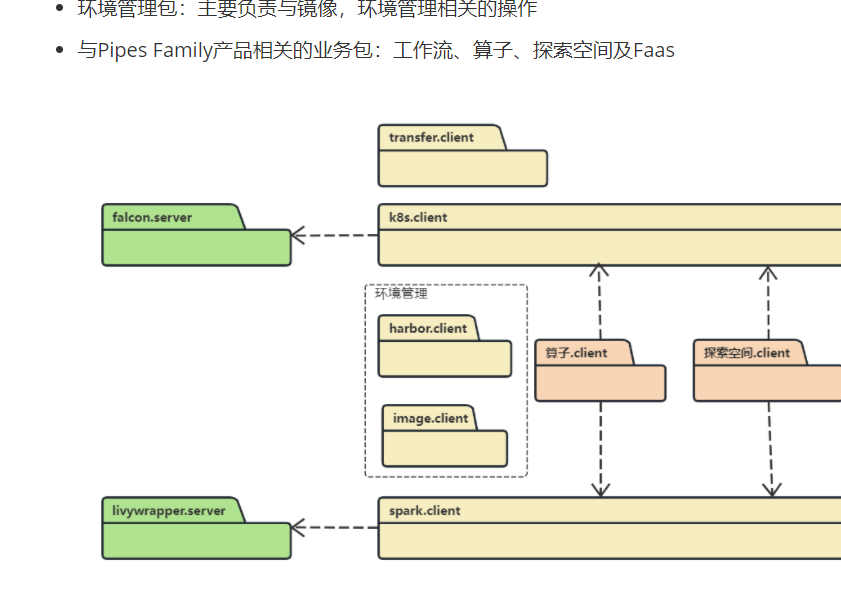 环境管理包：主要负责与镜像，环境管理相关的操作
与Pipes Family产品相关的业务包：工作流、算子、探索空间及Faas
transfer.client
falcon.server
k8s.client
环境管理
harbor.client
算子.client
探索空间.client
image.client
livywrapper.server
spark.client